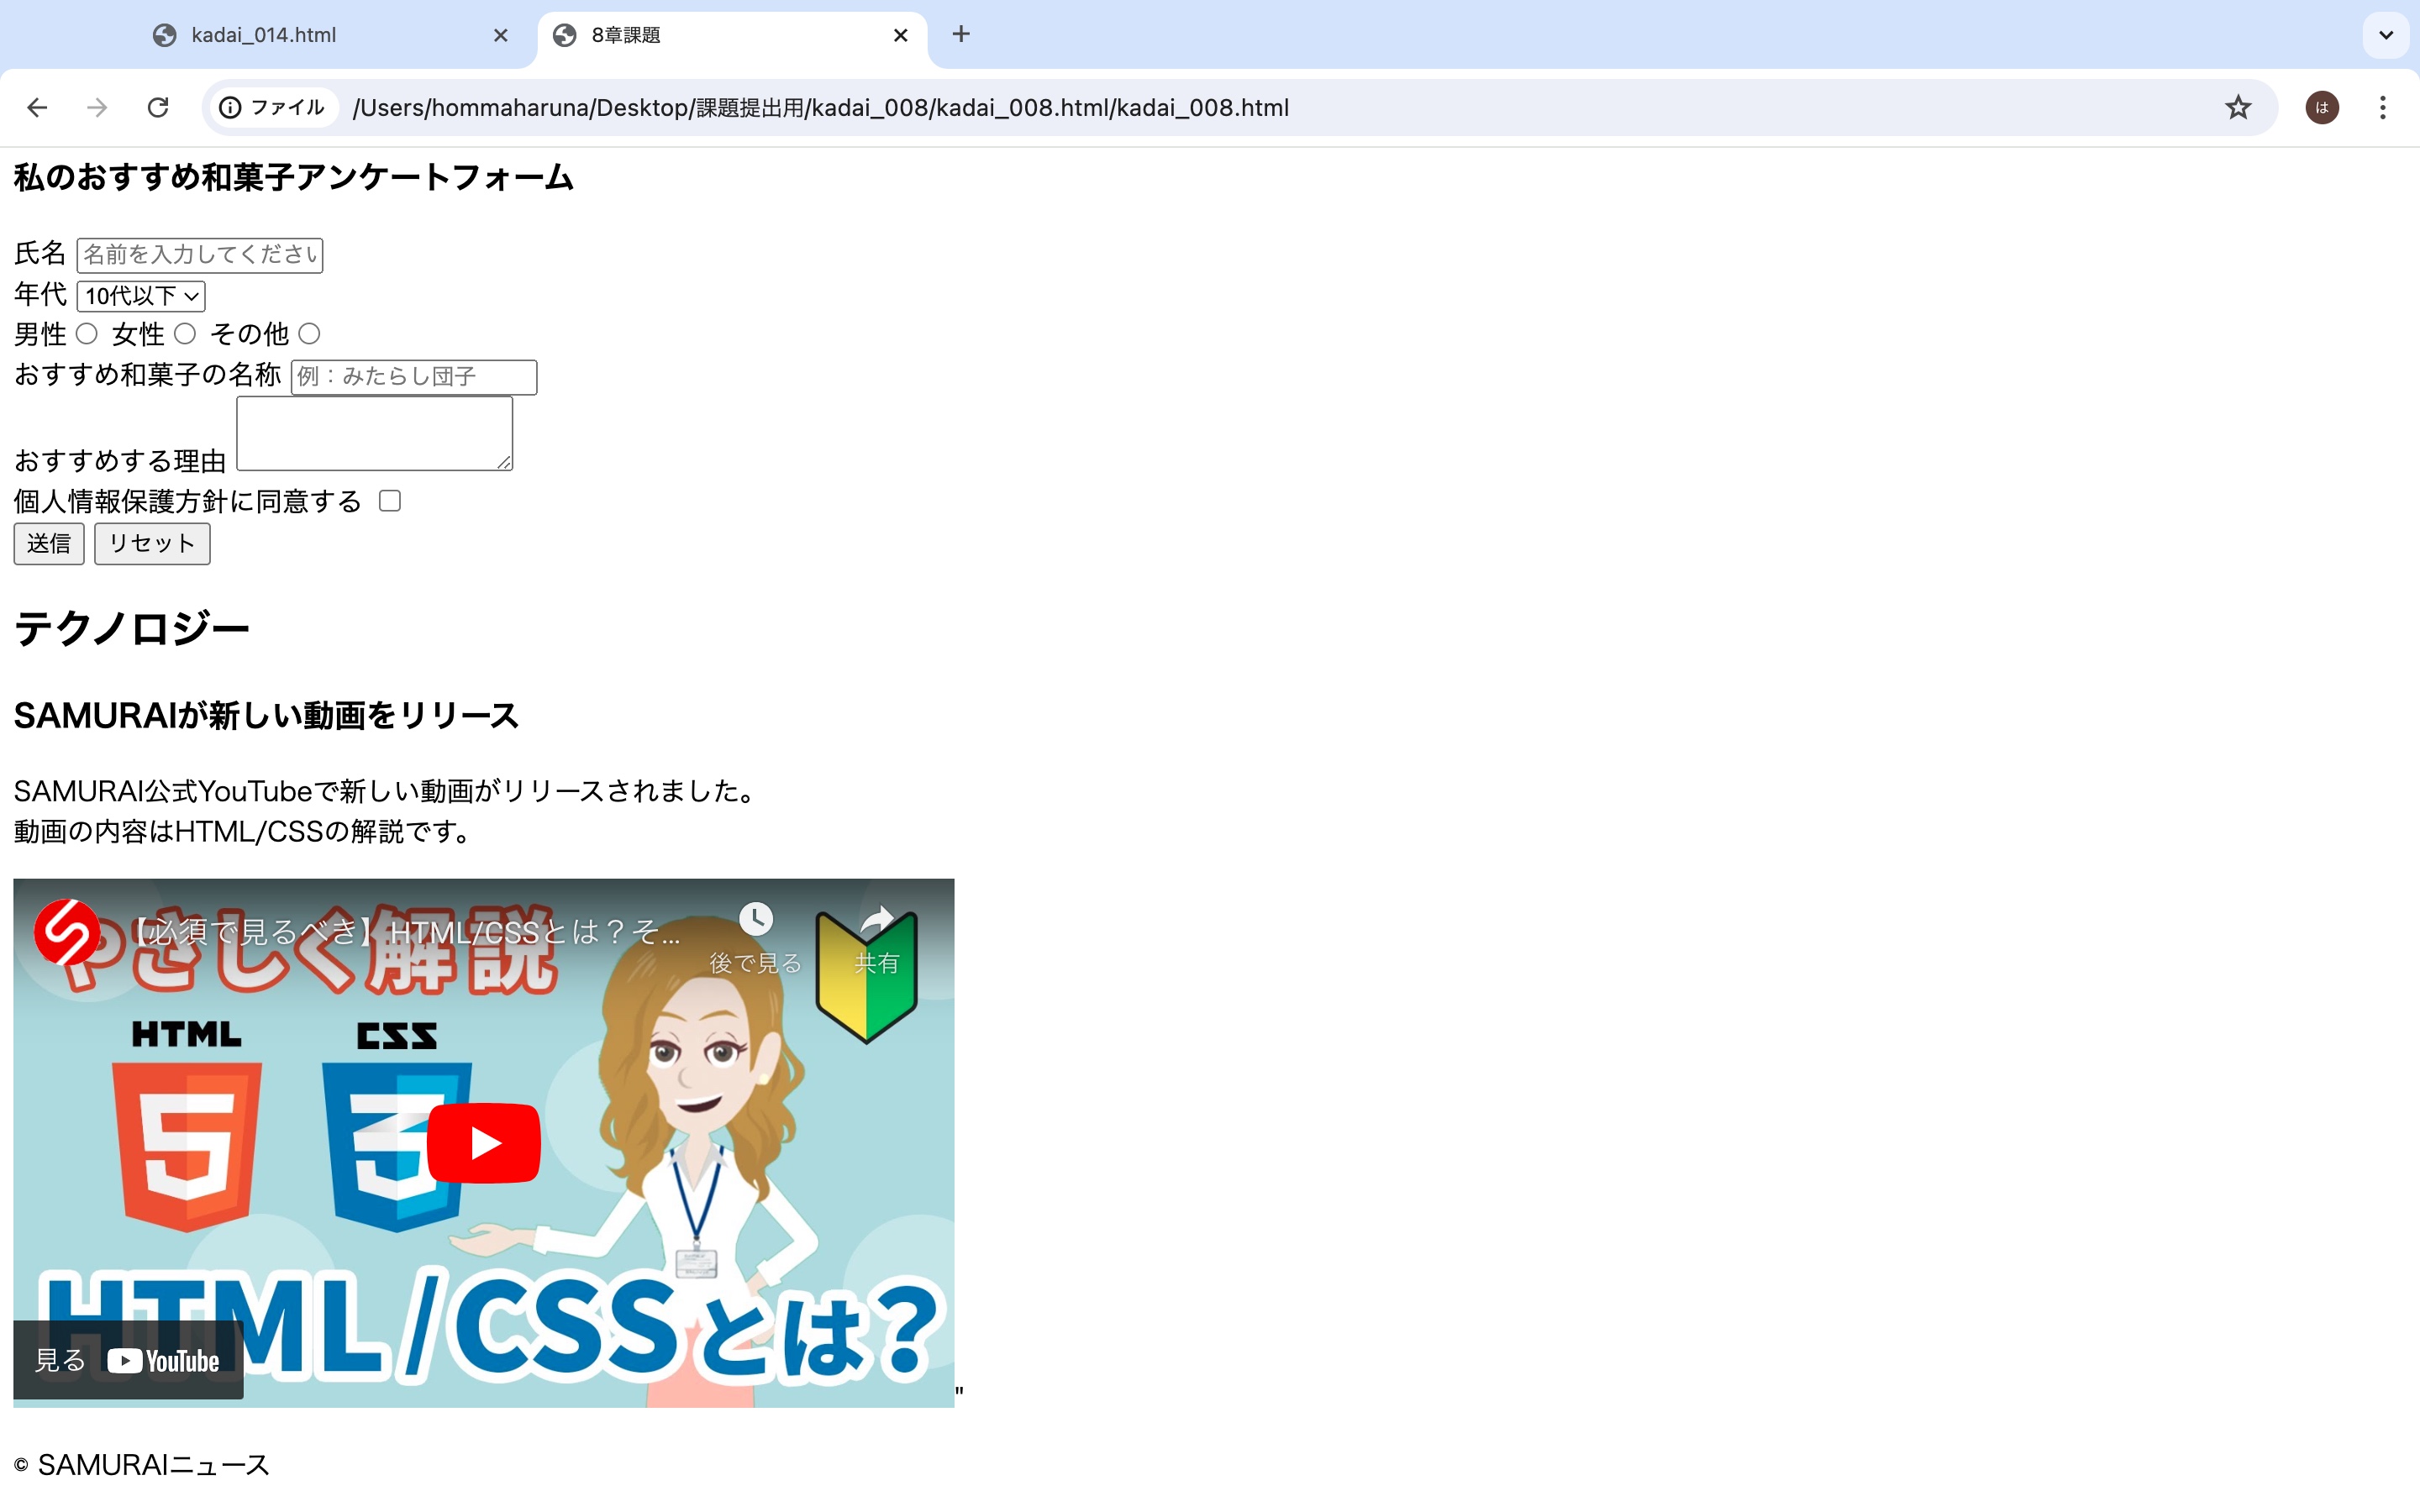 kadai_014.html
8章課題
ファイル /Users/hommaharuna/Desktop/課題提出用/kadai_008/kadai_008.html/kadai_008.html
は
私のおすすめ和菓子アンケートフォーム
氏名 名前を入力してください
年代 10代以下
男性 女性 その他
おすすめ和菓子の名称 例：みたらし団子
おすすめする理由
個人情報保護方針に同意する
送信 リセット
テクノロジー
SAMURAIが新しい動画をリリース
SAMURAI公式YouTubeで新しい動画がリリースされました。
動画の内容はHTML/CSSの解説です。
【必須で見るべき】HTML/CSSとは？そ...
後で見る 共有
やさしく解説
HTML CSS
HTML/CSSとは?
見る YouTube
"
© SAMURAIニュース